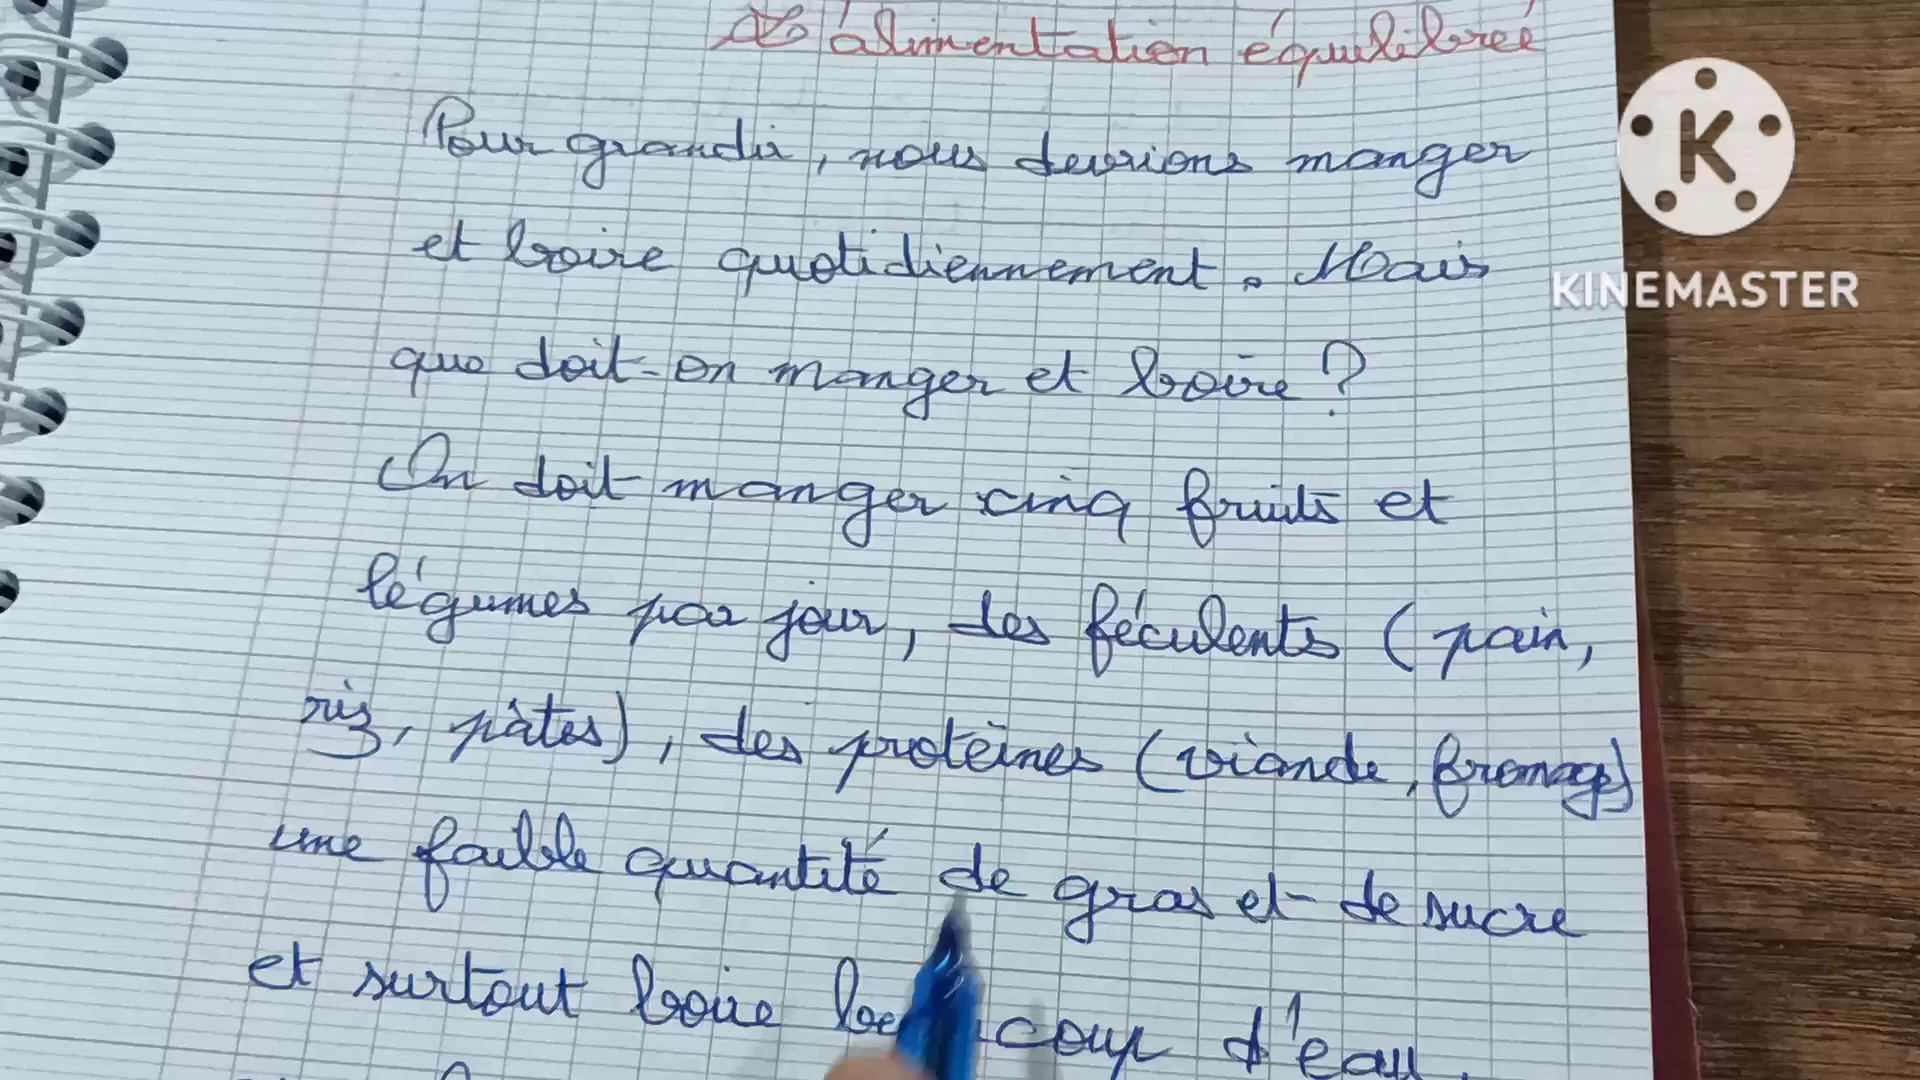 L'alimentation équilibrée
Pour grandir, nous devrions manger
et boire quotidiennement. Mais
que doit-on manger et boire ?
On doit manger cinq fruits et
légumes par jour, des féculents (pain,
riz, pâtes), des protéines (viande, fromage)
une faible quantité de gras et de sucre
et surtout boire beaucoup d'eau.
K
KINEMASTER